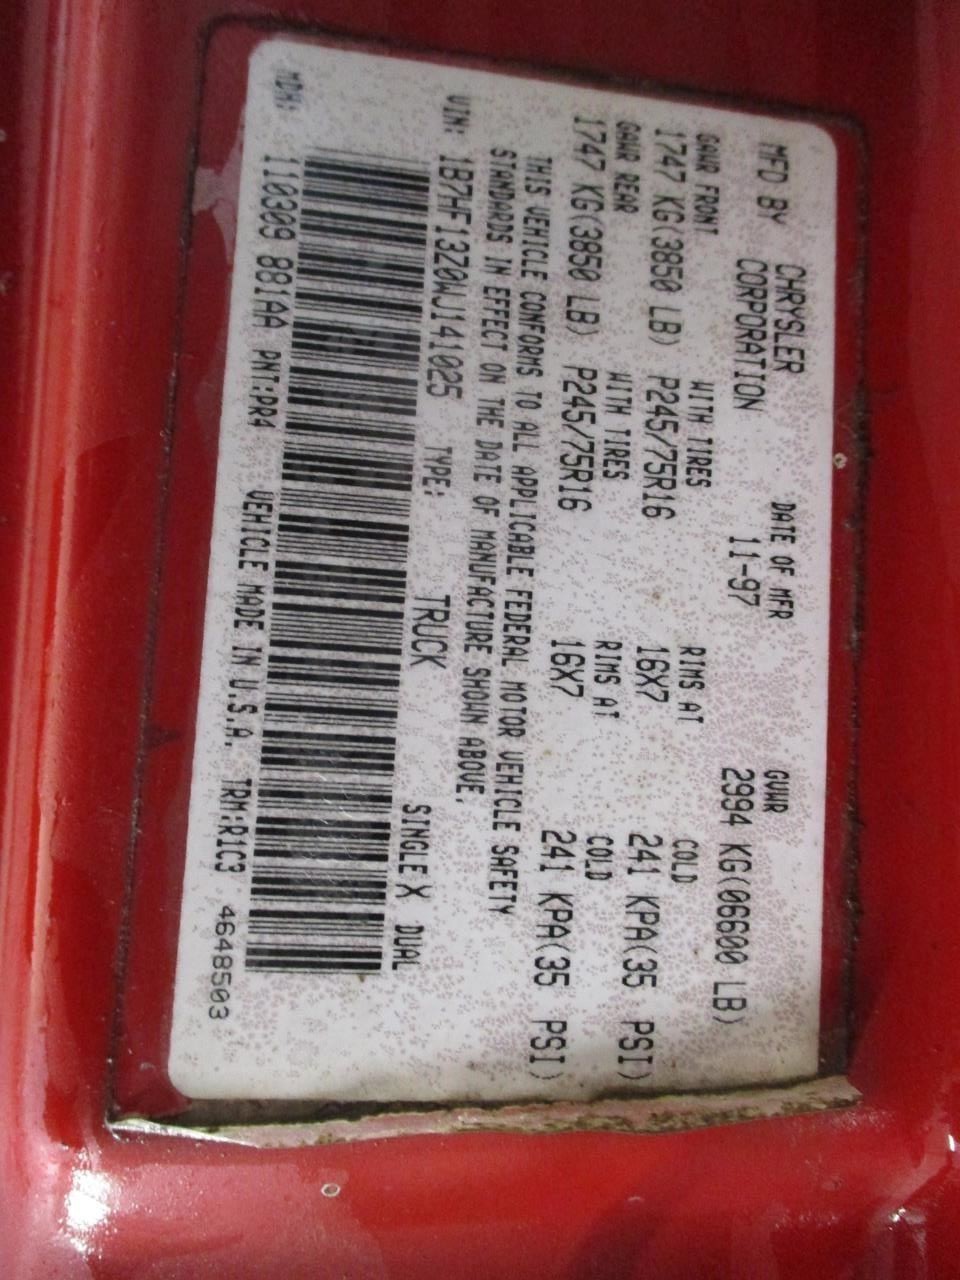 MFD BY CHRYSLER CORPORATION DATE OF MFR 11-97 GVWR 2994 KG(06600 LB)
GAWR FRONT WITH TIRES RIMS AT COLD
1747 KG(3850 LB) P245/75R16 16X7 241 KPA(35 PSI)
GAWR REAR WITH TIRES RIMS AT COLD
1747 KG(3850 LB) P245/75R16 16X7 241 KPA(35 PSI)
THIS VEHICLE CONFORMS TO ALL APPLICABLE FEDERAL MOTOR VEHICLE SAFETY
STANDARDS IN EFFECT ON THE DATE OF MANUFACTURE SHOWN ABOVE.
VIN: 1B7HF13Z0WJ141025 TYPE: TRUCK SINGLE X DUAL
MDH: 110309 881AA PNT:PR4 VEHICLE MADE IN U.S.A. TRM:R1C3 4648503